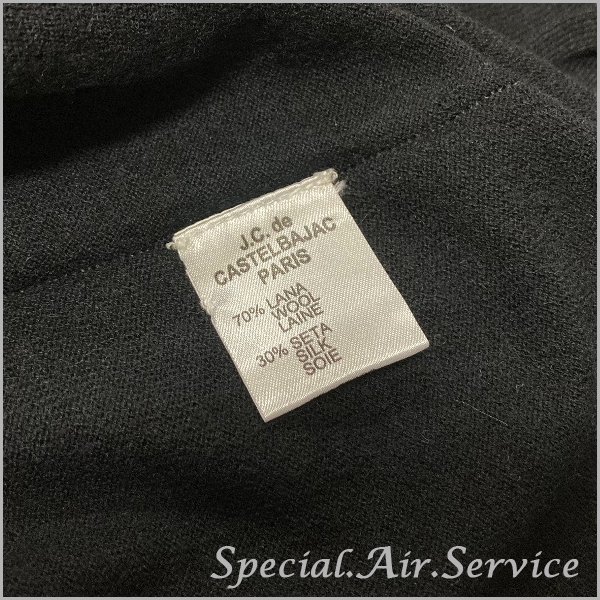 J.C. de
CASTELBAJAC
PARIS
70% LANA
WOOL
LAINE
30% SETA
SILK
SOIE
Special.Air.Service